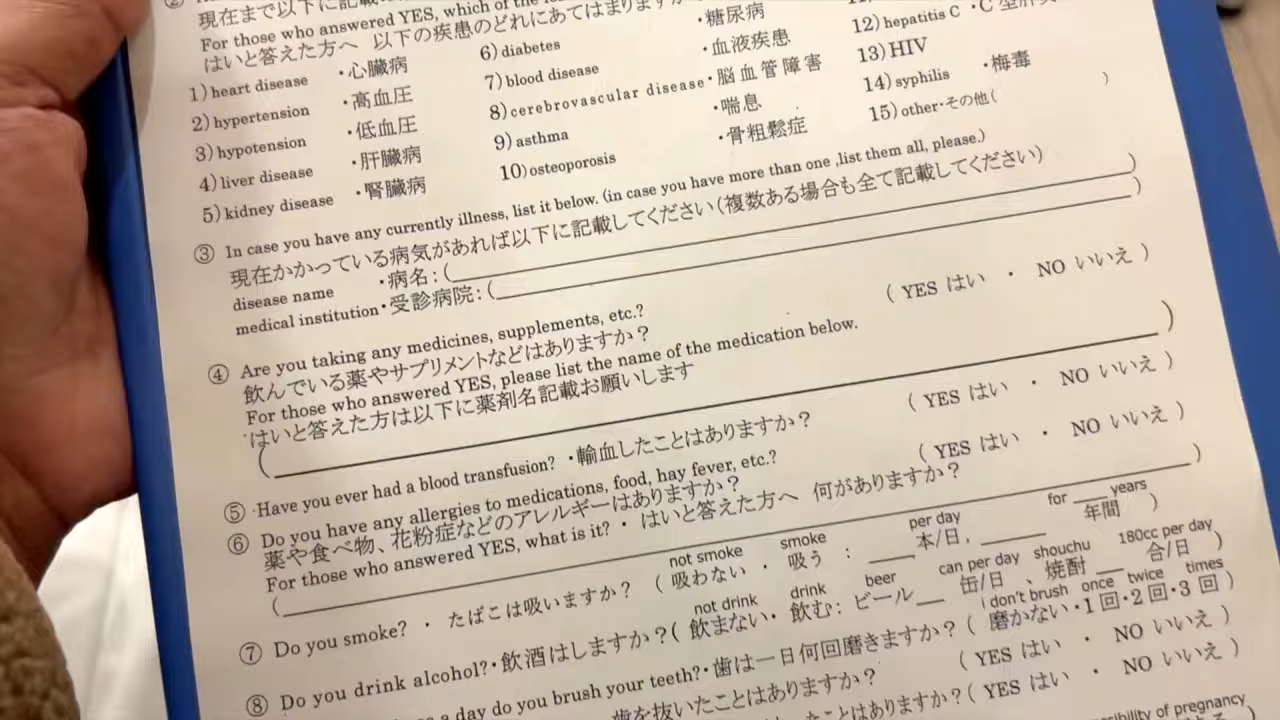 ②
現在まで以下に記載
For those who answered YES, which of the
はいと答えた方へ 以下の疾患のどれにあてはまりますか
1)heart disease ・心臓病
2)hypertension ・高血圧
3)hypotension ・低血圧
4)liver disease ・肝臓病
5)kidney disease ・腎臓病
6)diabetes ・糖尿病
7)blood disease ・血液疾患
8)cerebrovascular disease・脳血管障害
9)asthma ・喘息
10)osteoporosis ・骨粗鬆症
12)hepatitis C ・C
13)HIV
14)syphilis ・梅毒
15)other・その他( )
③ In case you have any currently illness, list it below. (in case you have more than one ,list them all, please.)
現在かかっている病気があれば以下に記載してください(複数ある場合も全て記載してください)
disease name ・病名:( )
medical institution・受診病院:( )
④ Are you taking any medicines, supplements, etc.? ( YES はい ・ NO いいえ )
飲んでいる薬やサプリメントなどはありますか?
For those who answered YES, please list the name of the medication below.
はいと答えた方は以下に薬剤名記載お願いします
( )
⑤ Have you ever had a blood transfusion? ・輸血したことはありますか? ( YES はい ・ NO いいえ )
⑥ Do you have any allergies to medications, food, hay fever, etc.? ( YES はい ・ NO いいえ )
薬や食べ物、花粉症などのアレルギーはありますか?
For those who answered YES, what is it? ・ はいと答えた方へ 何がありますか?
( )
not smoke smoke per day for years
⑦ Do you smoke? ・ たばこは吸いますか? ( 吸わない ・ 吸う : 本/日, 年間 )
not drink drink beer can per day shouchu 180cc per day
⑧ Do you drink alcohol?・飲酒はしますか?( 飲まない・飲む: ビール 缶/日 、焼酎 合/日 )
don't brush once twice times
a day do you brush your teeth?・歯は一日何回磨きますか?( 磨かない・1回・2回・3回 )
歯を抜いたことはありますか? ( YES はい ・ NO いいえ )
たことはありますか?( YES はい ・ NO いいえ )
of pregnancy